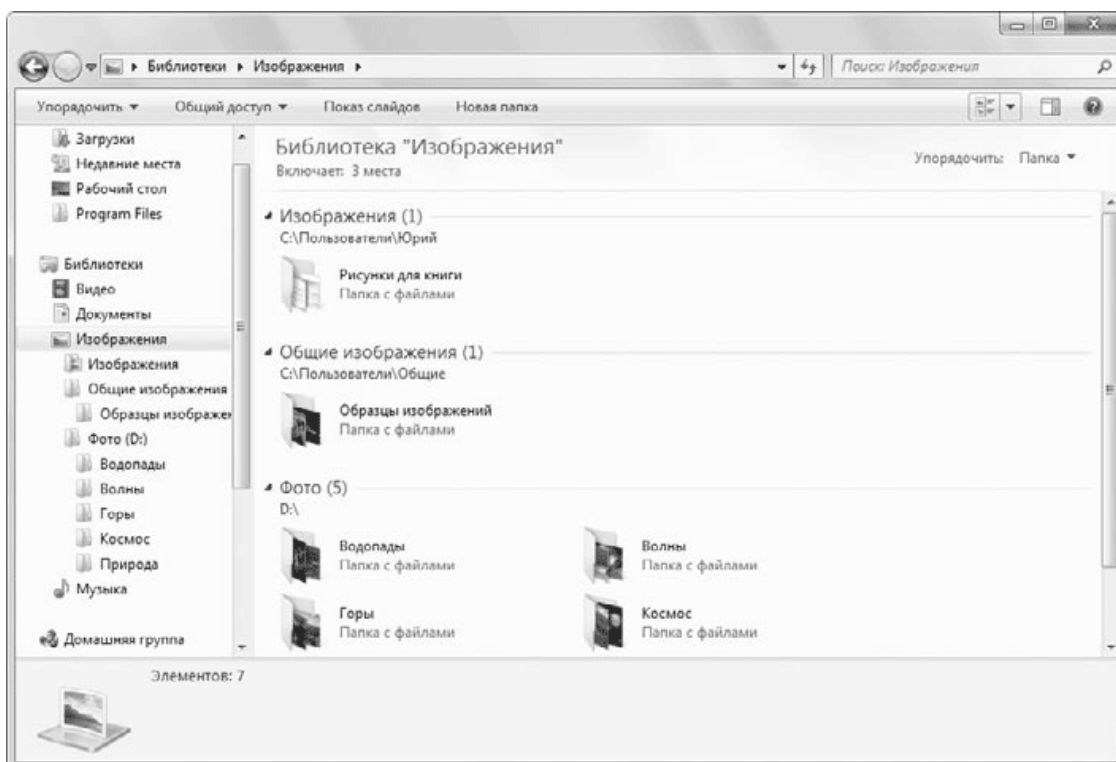 Библиотеки ▸ Изображения ▸
Поиск: Изображения
Упорядочить ▾ Общий доступ ▾ Показ слайдов Новая папка
Загрузки
Недавние места
Рабочий стол
Program Files
Библиотеки
Видео
Документы
Изображения
Изображения
Общие изображения
Образцы изображен
Фото (D:)
Водопады
Волны
Горы
Космос
Природа
Музыка
Домашняя группа
Библиотека "Изображения"
Включает: 3 места
Упорядочить: Папка ▾
Изображения (1)
C:\Пользователи\Юрий
Рисунки для книги
Папка с файлами
Общие изображения (1)
C:\Пользователи\Общие
Образцы изображений
Папка с файлами
Фото (5)
D:\
Водопады
Папка с файлами
Волны
Папка с файлами
Горы
Папка с файлами
Космос
Папка с файлами
Элементов: 7